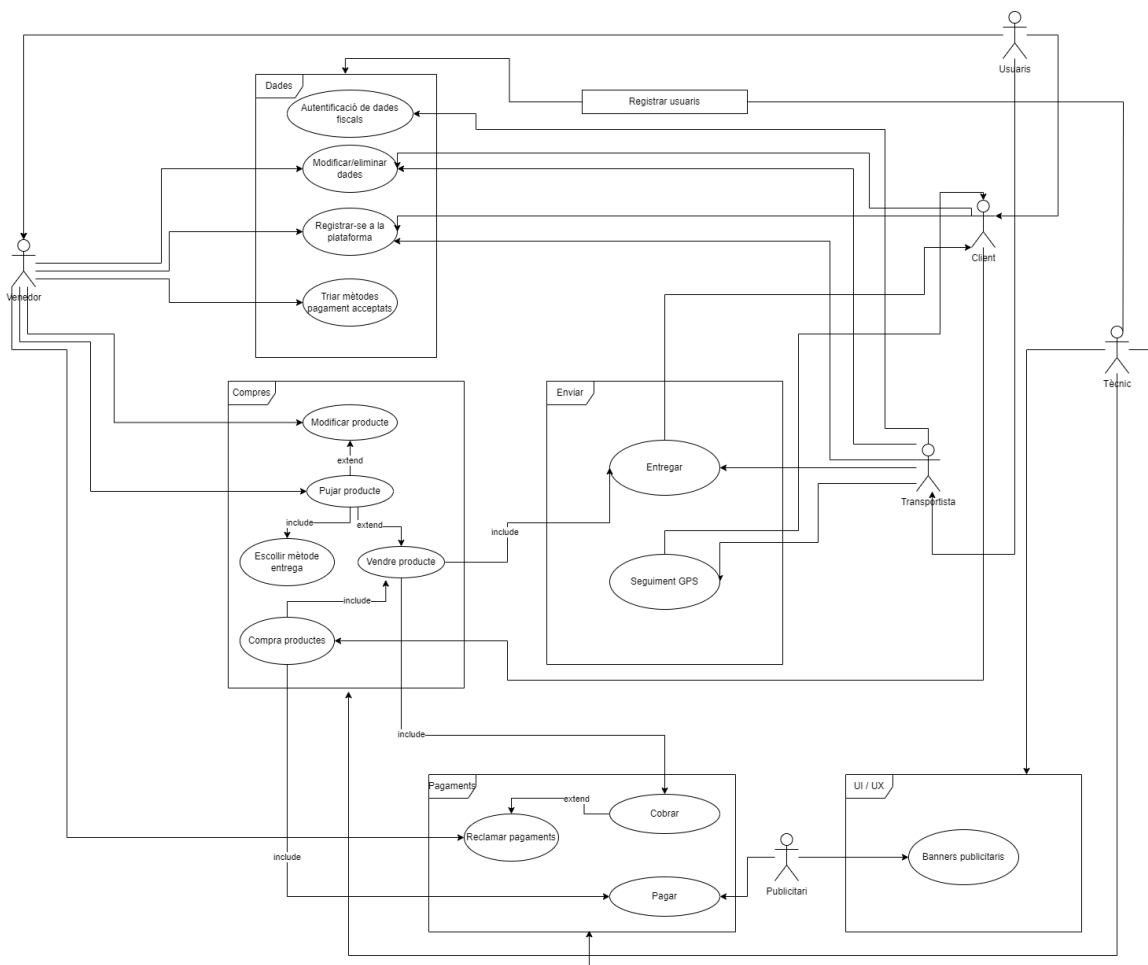 Usuaris
Dades
Registrar usuaris
Autentificació de dades
fiscals
Modificar/eliminar
dades
Registrar-se a la
plataforma
Client
Venedor
Triar mètodes
pagament acceptats
Tècnic
Compres
Enviar
Modificar producte
extend
Entregar
Pujar producte
Transportista
include
extend
include
Escollir mètode
entrega
Vendre producte
Seguiment GPS
include
Compra productes
include
Pagaments
UI / UX
extend
Cobrar
Reclamar pagaments
include
Banners publicitaris
Publicitari
Pagar